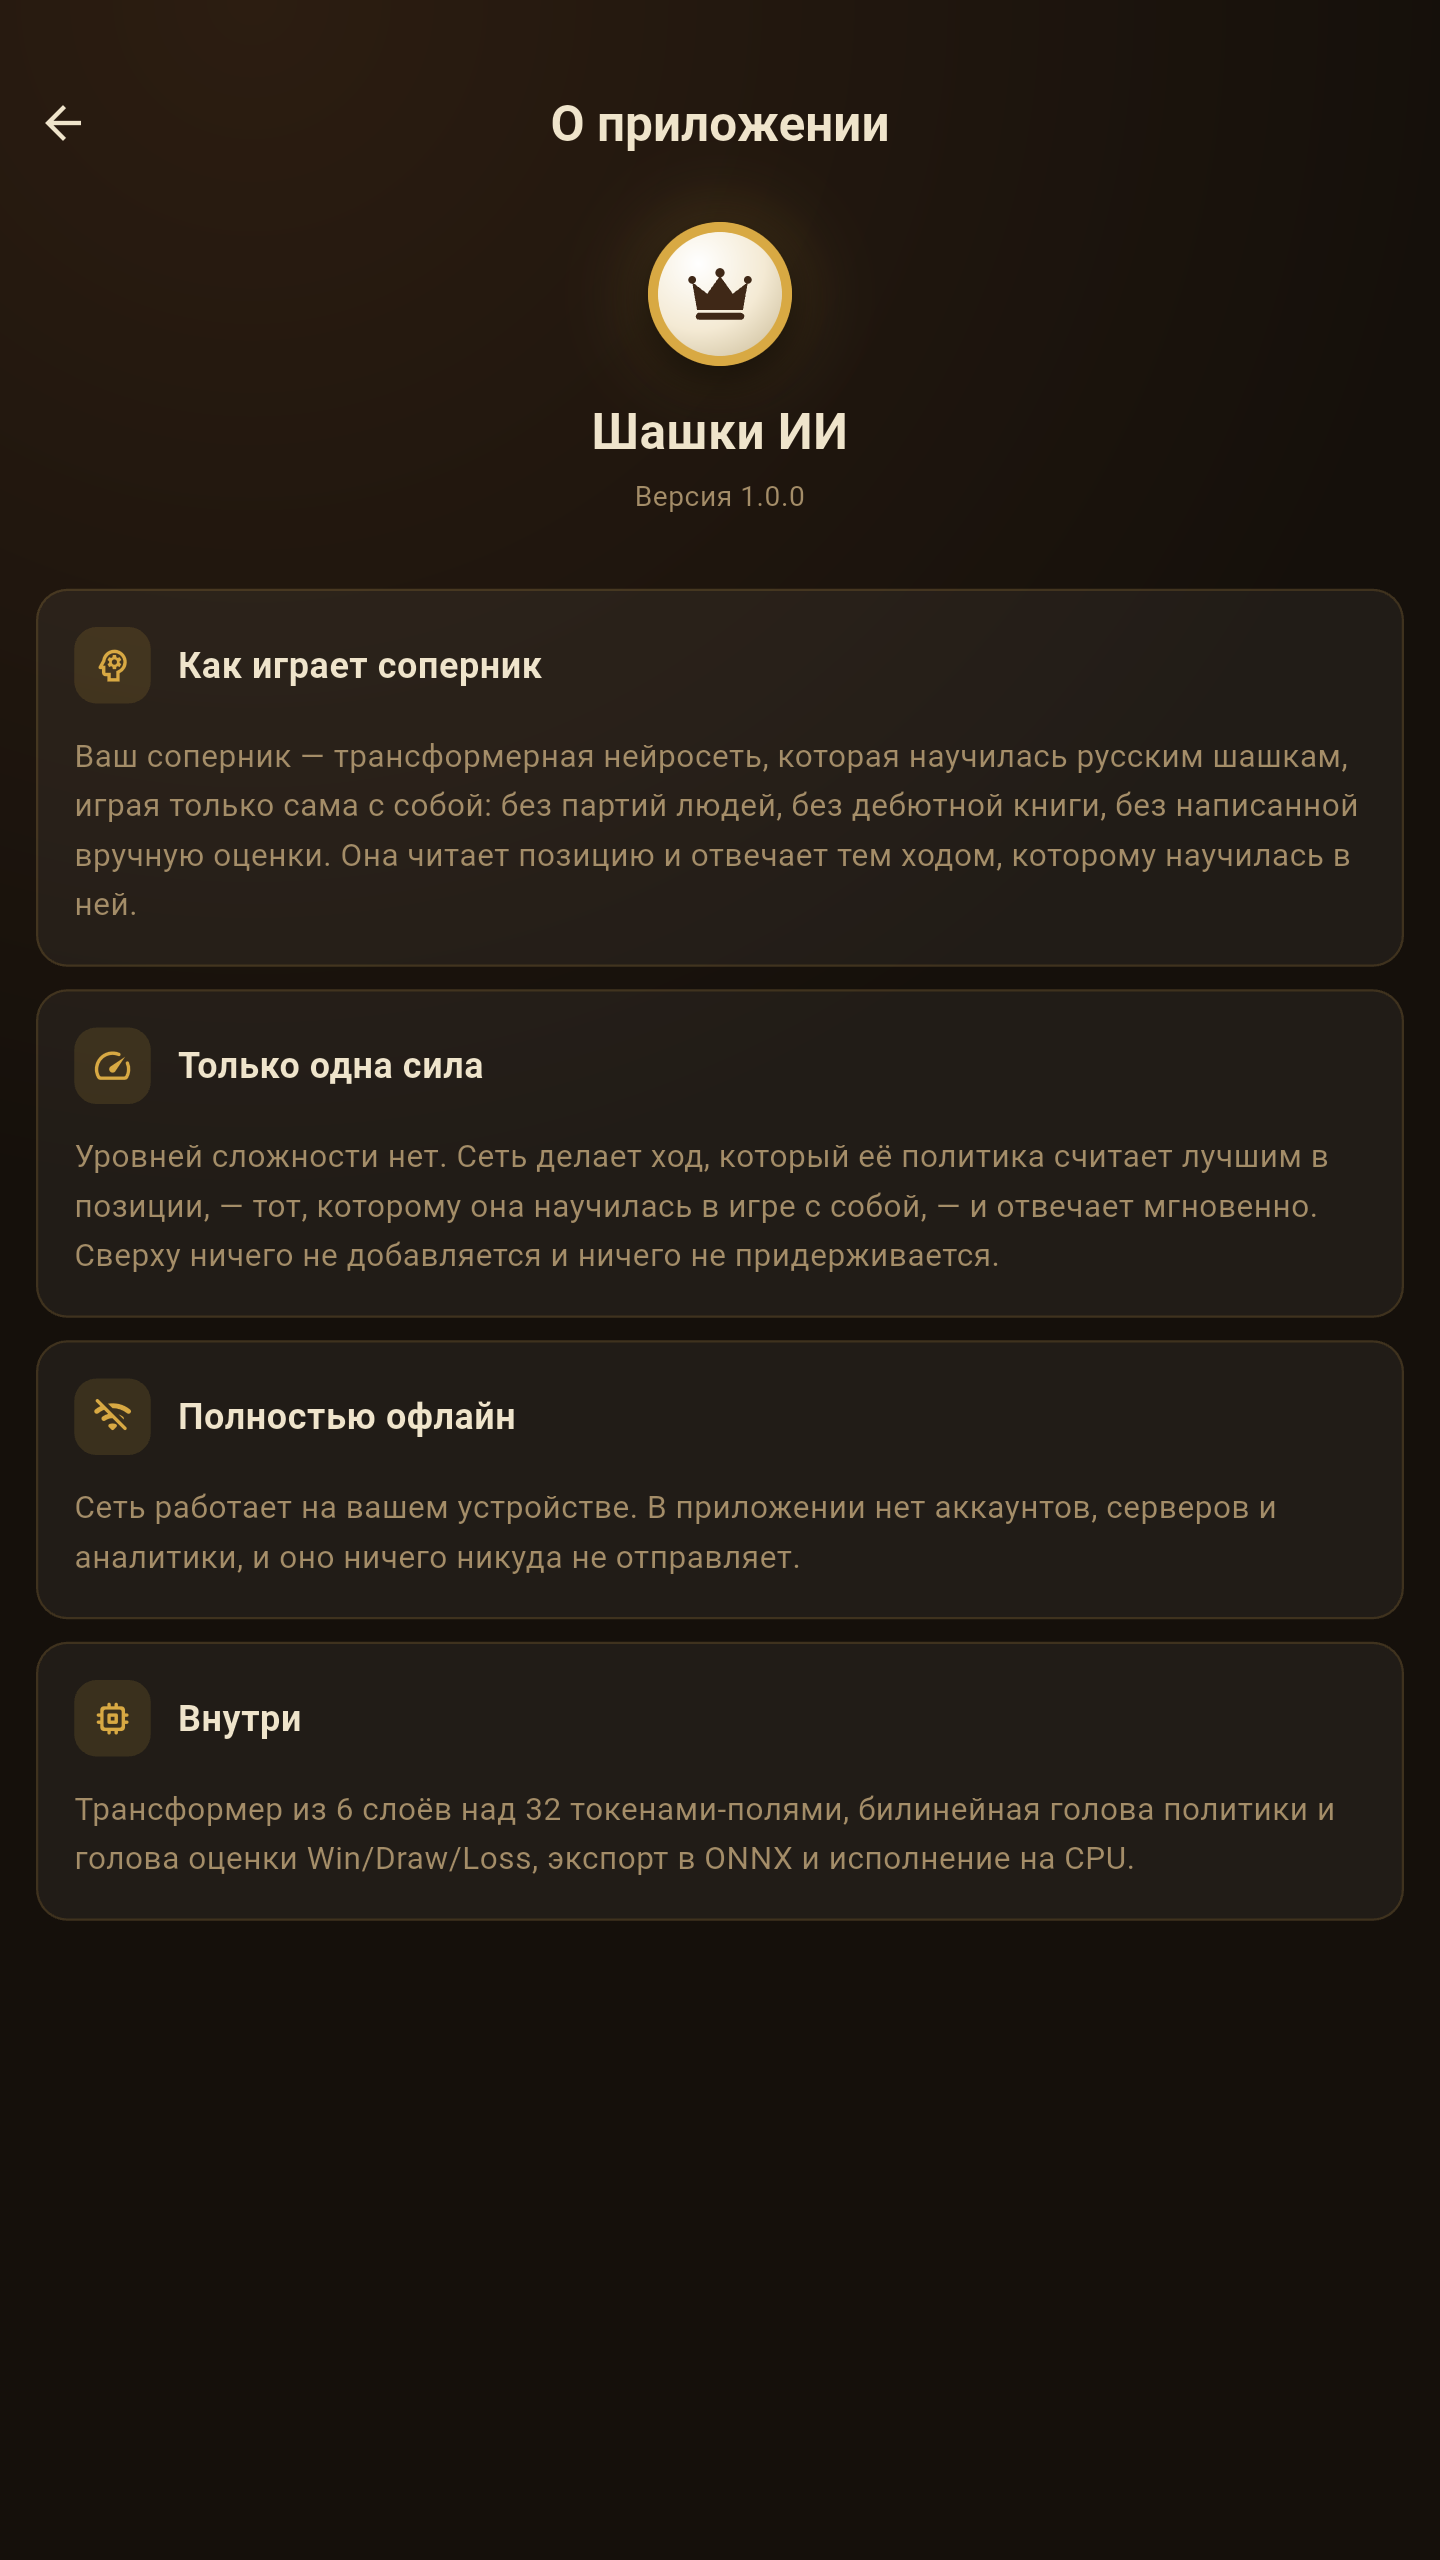 О приложении
Шашки ИИ
Версия 1.0.0
Как играет соперник
Ваш соперник — трансформерная нейросеть, которая научилась русским шашкам,
играя только сама с собой: без партий людей, без дебютной книги, без написанной
вручную оценки. Она читает позицию и отвечает тем ходом, которому научилась в
ней.
Только одна сила
Уровней сложности нет. Сеть делает ход, который её политика считает лучшим в
позиции, — тот, которому она научилась в игре с собой, — и отвечает мгновенно.
Сверху ничего не добавляется и ничего не придерживается.
Полностью офлайн
Сеть работает на вашем устройстве. В приложении нет аккаунтов, серверов и
аналитики, и оно ничего никуда не отправляет.
Внутри
Трансформер из 6 слоёв над 32 токенами-полями, билинейная голова политики и
голова оценки Win/Draw/Loss, экспорт в ONNX и исполнение на CPU.